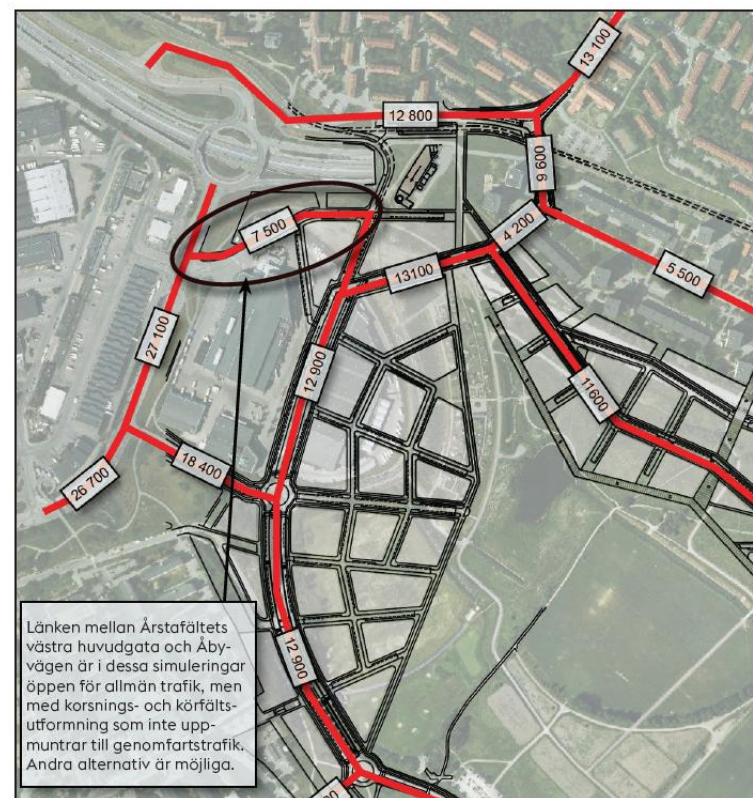 13 100
12 800
9 600
7 500
4 200
13100
5 500
27 100
12 900
11600
18 400
26 700
12 900
Länken mellan Årstafältets
västra huvudgata och Åby-
vägen är i dessa simuleringar
öppen för allmän trafik, men
med korsnings- och körfälts-
utformning som inte upp-
muntrar till genomfartstrafik.
Andra alternativ är möjliga.